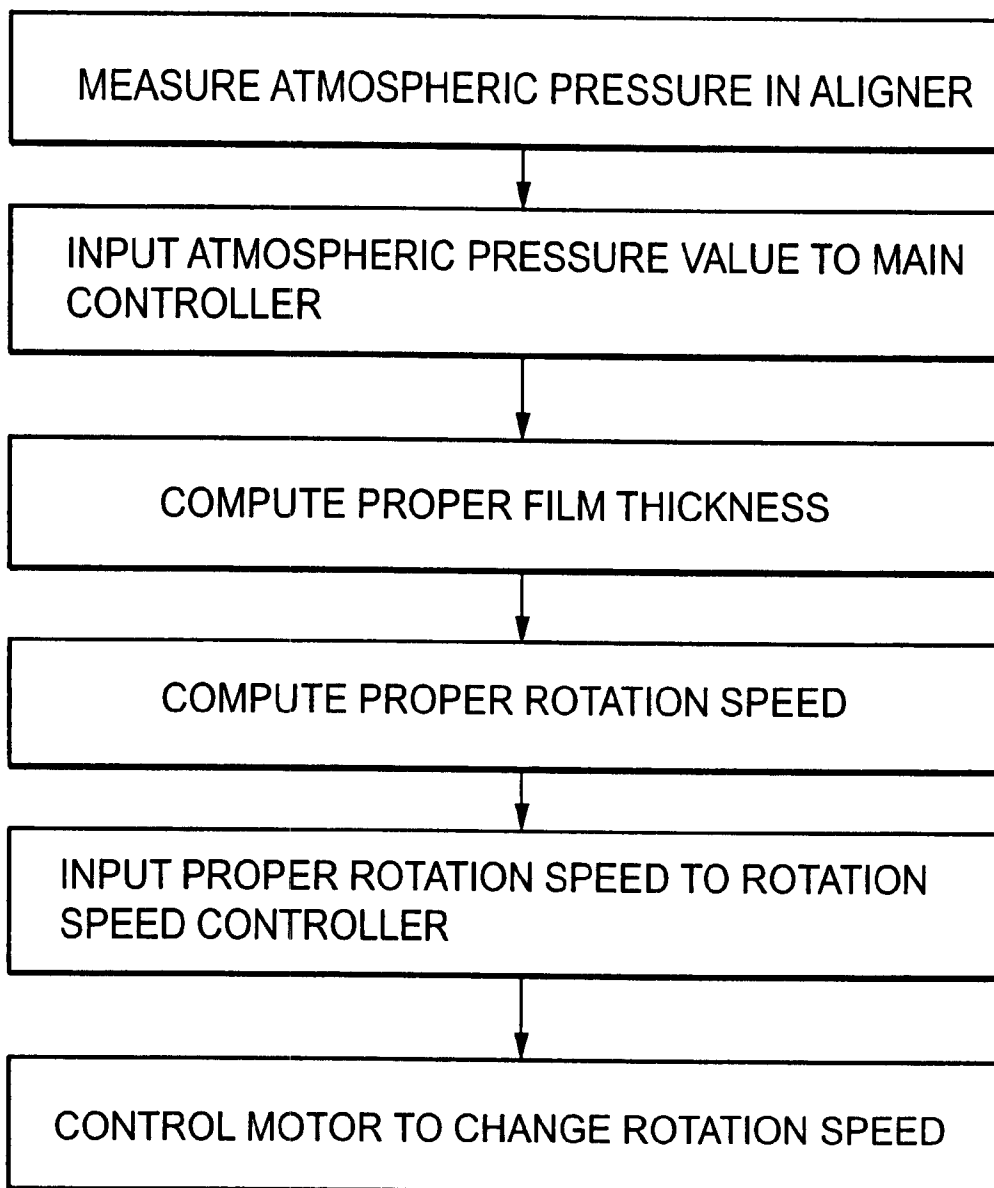 MEASURE ATMOSPHERIC PRESSURE IN ALIGNER
INPUT ATMOSPHERIC PRESSURE VALUE TO MAIN
CONTROLLER
COMPUTE PROPER FILM THICKNESS
COMPUTE PROPER ROTATION SPEED
INPUT PROPER ROTATION SPEED TO ROTATION
SPEED CONTROLLER
CONTROL MOTOR TO CHANGE ROTATION SPEED